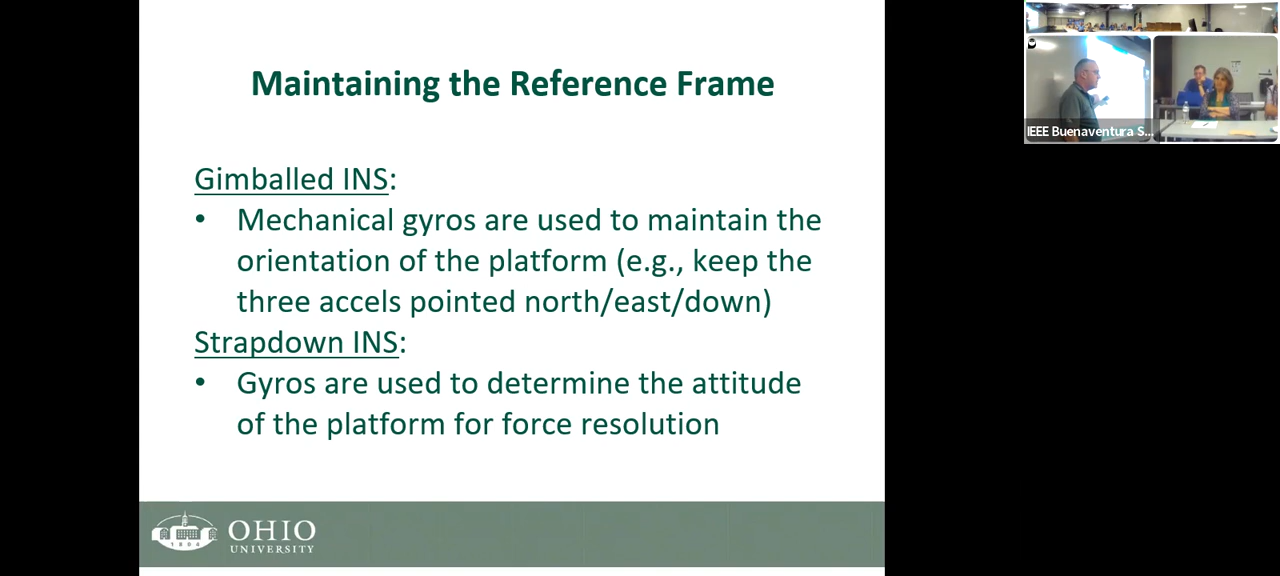 Maintaining the Reference Frame
Gimballed INS:
• Mechanical gyros are used to maintain the
orientation of the platform (e.g., keep the
three accels pointed north/east/down)
Strapdown INS:
• Gyros are used to determine the attitude
of the platform for force resolution
1804
OHIO
UNIVERSITY
IEEE Buenaventura S...